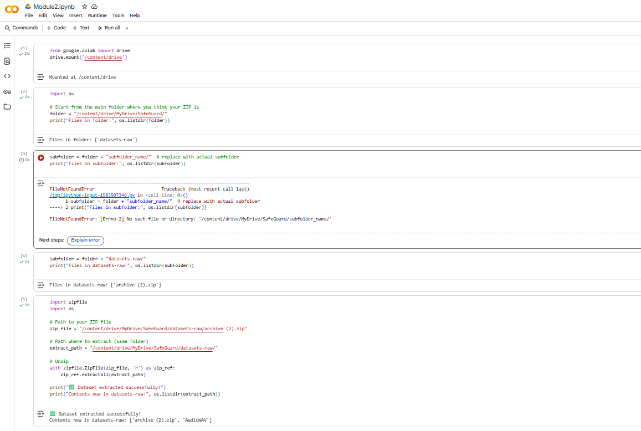 Module2.ipynb
File Edit View Insert Runtime Tools Help
Commands + Code + Text Run all
from google.colab import drive
drive.mount('/content/drive')
Mounted at /content/drive
import os
# Start from the main folder where you think your ZIP is
folder = "/content/drive/MyDrive/SafeGuard/"
print("Files in folder:", os.listdir(folder))
Files in folder: ['datasets-raw']
subfolder = folder + "subfolder_name/" # replace with actual subfolder
print("Files in subfolder:", os.listdir(subfolder))
FileNotFoundError Traceback (most recent call last)
1 subfolder = folder + "subfolder_name/" # replace with actual subfolder
----> 2 print("Files in subfolder:", os.listdir(subfolder))
FileNotFoundError: [Errno 2] No such file or directory: '/content/drive/MyDrive/SafeGuard/subfolder_name/'
Next steps: Explain error
subfolder = folder + "datasets-raw/"
print("Files in datasets-raw:", os.listdir(subfolder))
Files in datasets-raw: ['archive (2).zip']
import zipfile
import os
# Path to your ZIP file
zip_file = "/content/drive/MyDrive/SafeGuard/datasets-raw/archive (2).zip"
# Path where to extract (same folder)
extract_path = "/content/drive/MyDrive/SafeGuard/datasets-raw/"
# Unzip
with zipfile.ZipFile(zip_file, 'r') as zip_ref:
zip_ref.extractall(extract_path)
print("✅ Dataset extracted successfully!")
print("Contents now in datasets-raw:", os.listdir(extract_path))
✅ Dataset extracted successfully!
Contents now in datasets-raw: ['archive (2).zip', 'AudioWAV']